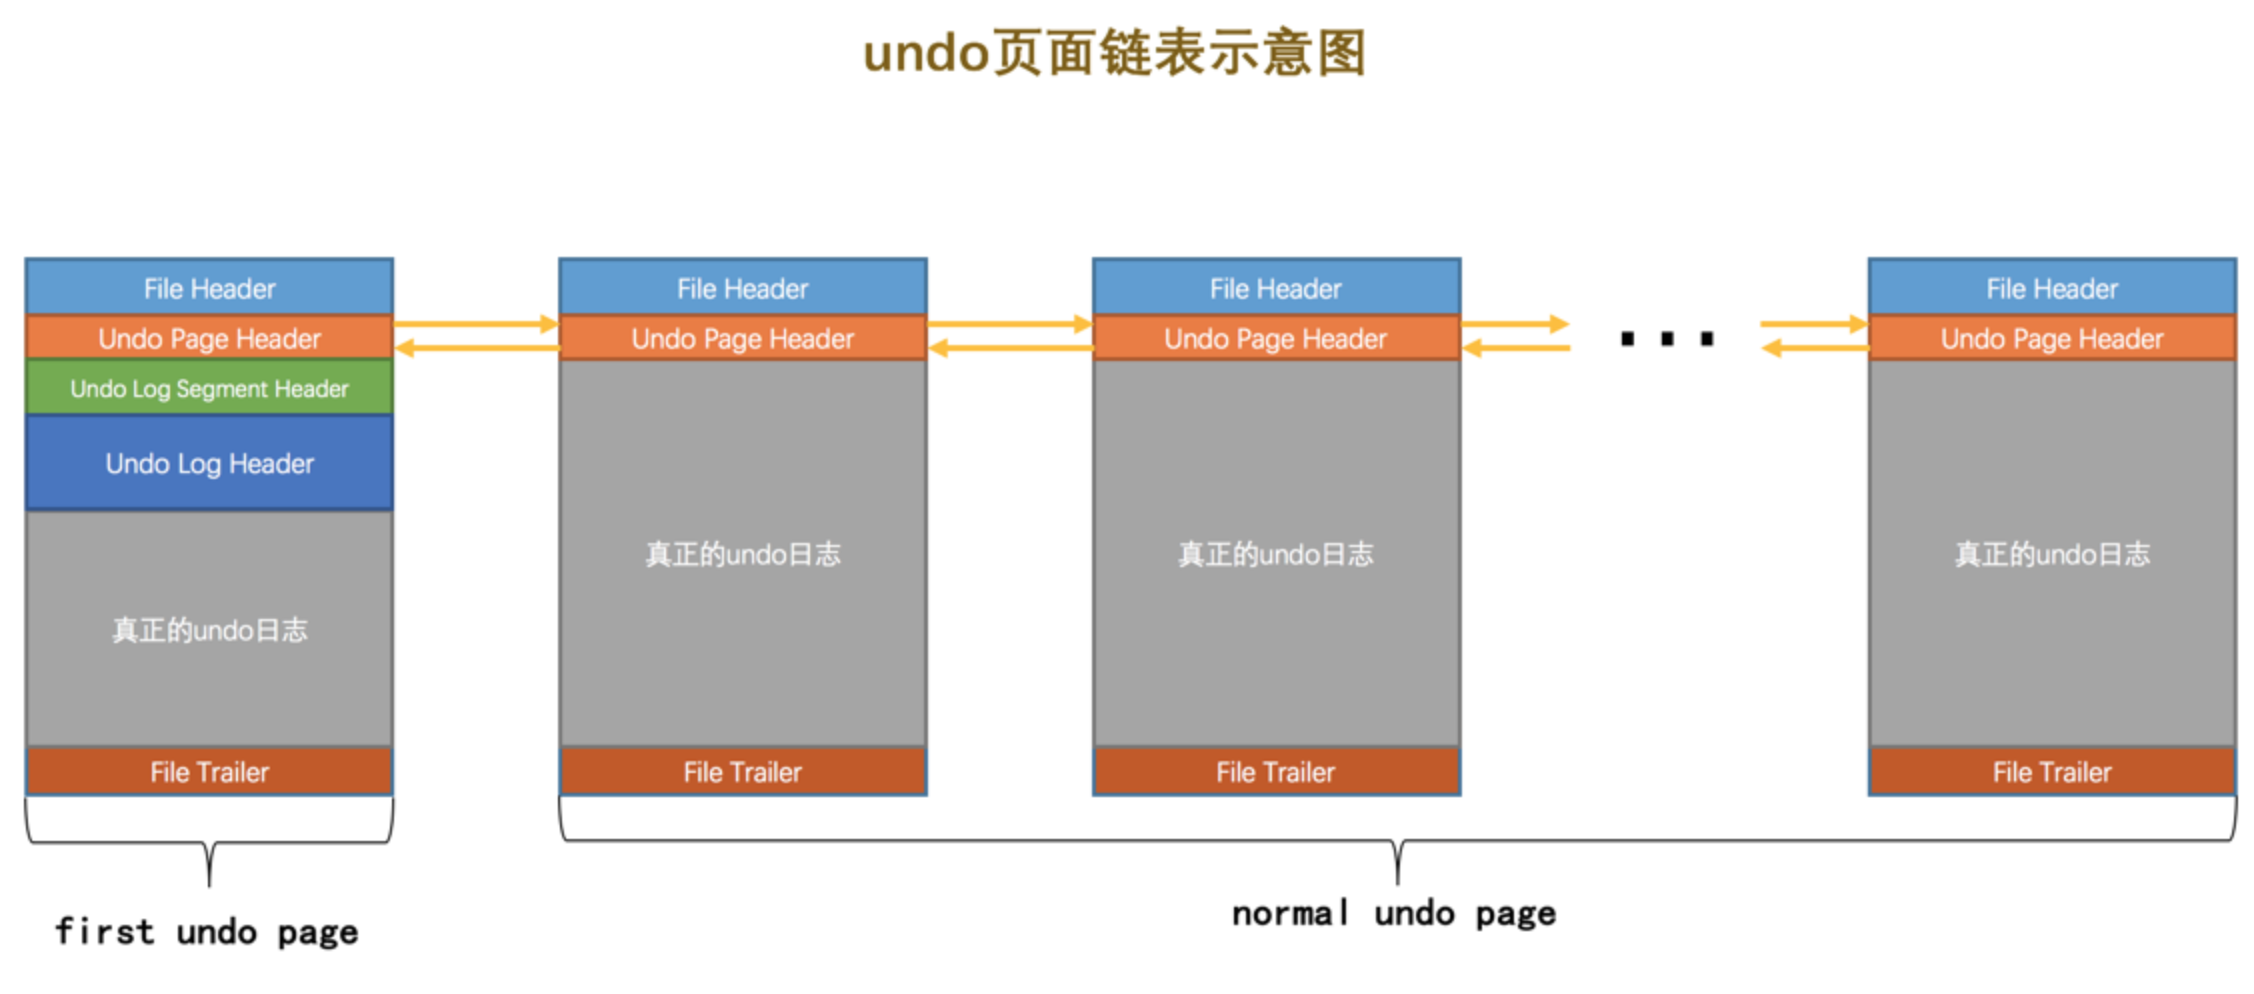 undo页面链表示意图
File Header
Undo Page Header
Undo Log Segment Header
Undo Log Header
真正的undo日志
File Trailer
first undo page
File Header
Undo Page Header
真正的undo日志
File Trailer
File Header
Undo Page Header
真正的undo日志
File Trailer
...
File Header
Undo Page Header
真正的undo日志
File Trailer
normal undo page